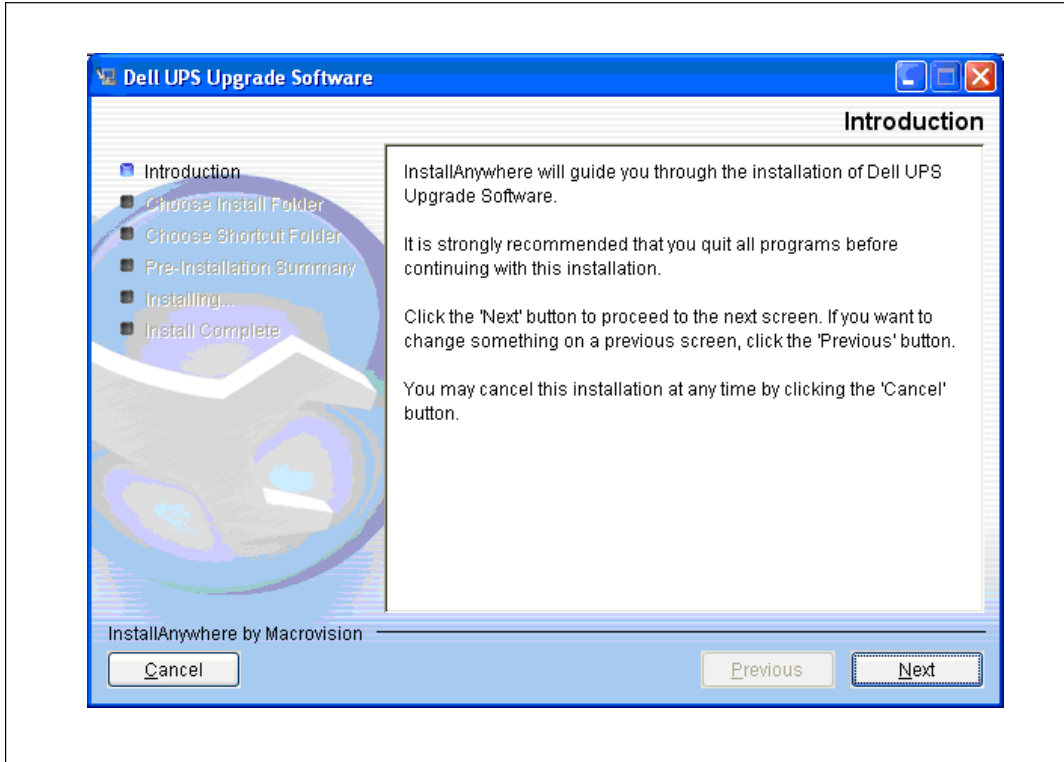 Dell UPS Upgrade Software
Introduction
Introduction
Choose Install Folder
Choose Shortcut Folder
Pre-Installation Summary
Installing...
Install Complete
InstallAnywhere will guide you through the installation of Dell UPS
Upgrade Software.
It is strongly recommended that you quit all programs before
continuing with this installation.
Click the 'Next' button to proceed to the next screen. If you want to
change something on a previous screen, click the 'Previous' button.
You may cancel this installation at any time by clicking the 'Cancel'
button.
InstallAnywhere by Macrovision
Cancel
Previous
Next